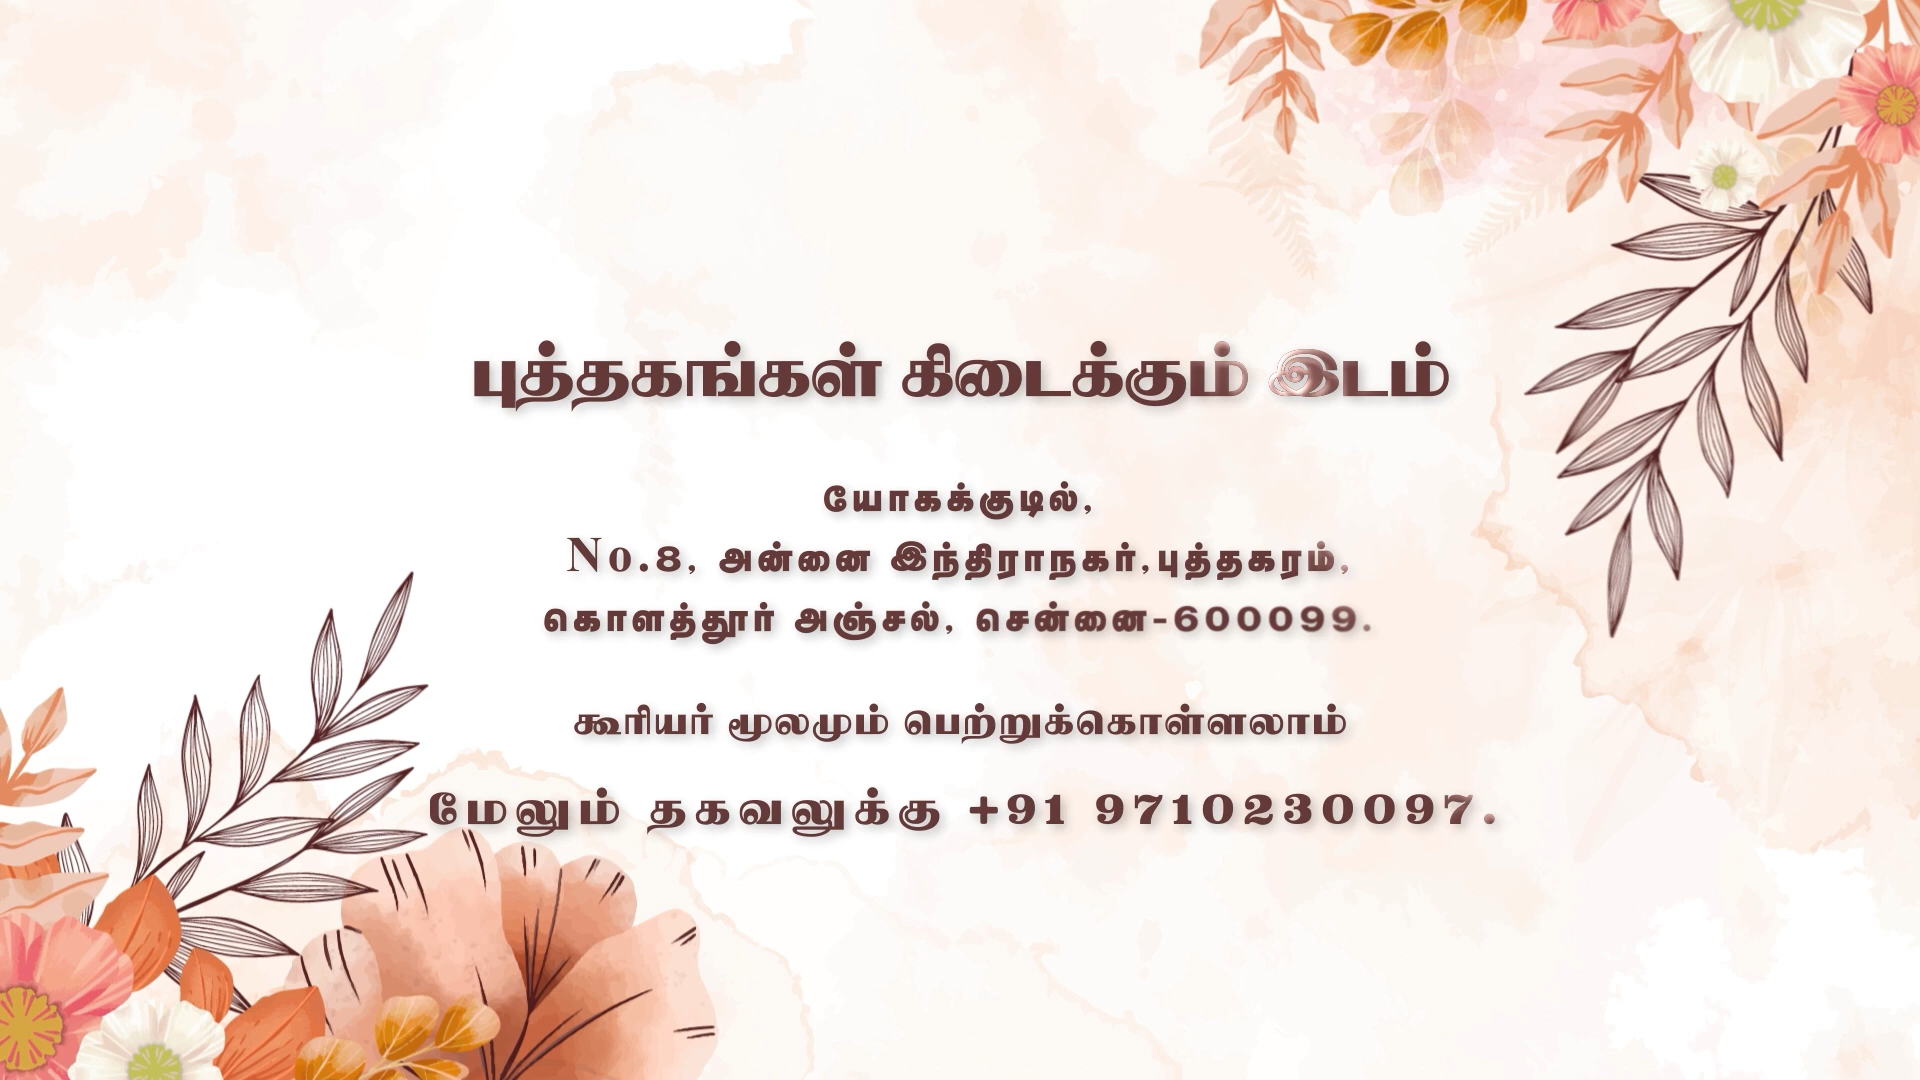 புத்தகங்கள் கிடைக்கும் இடம்
யோகக்குடில்,
No.8, அன்னை இந்திராநகர்,புத்தகரம்,
கொளத்தூர் அஞ்சல், சென்னை-600099.
கூரியர் மூலமும் பெற்றுக்கொள்ளலாம்
மேலும் தகவலுக்கு +91 9710230097.